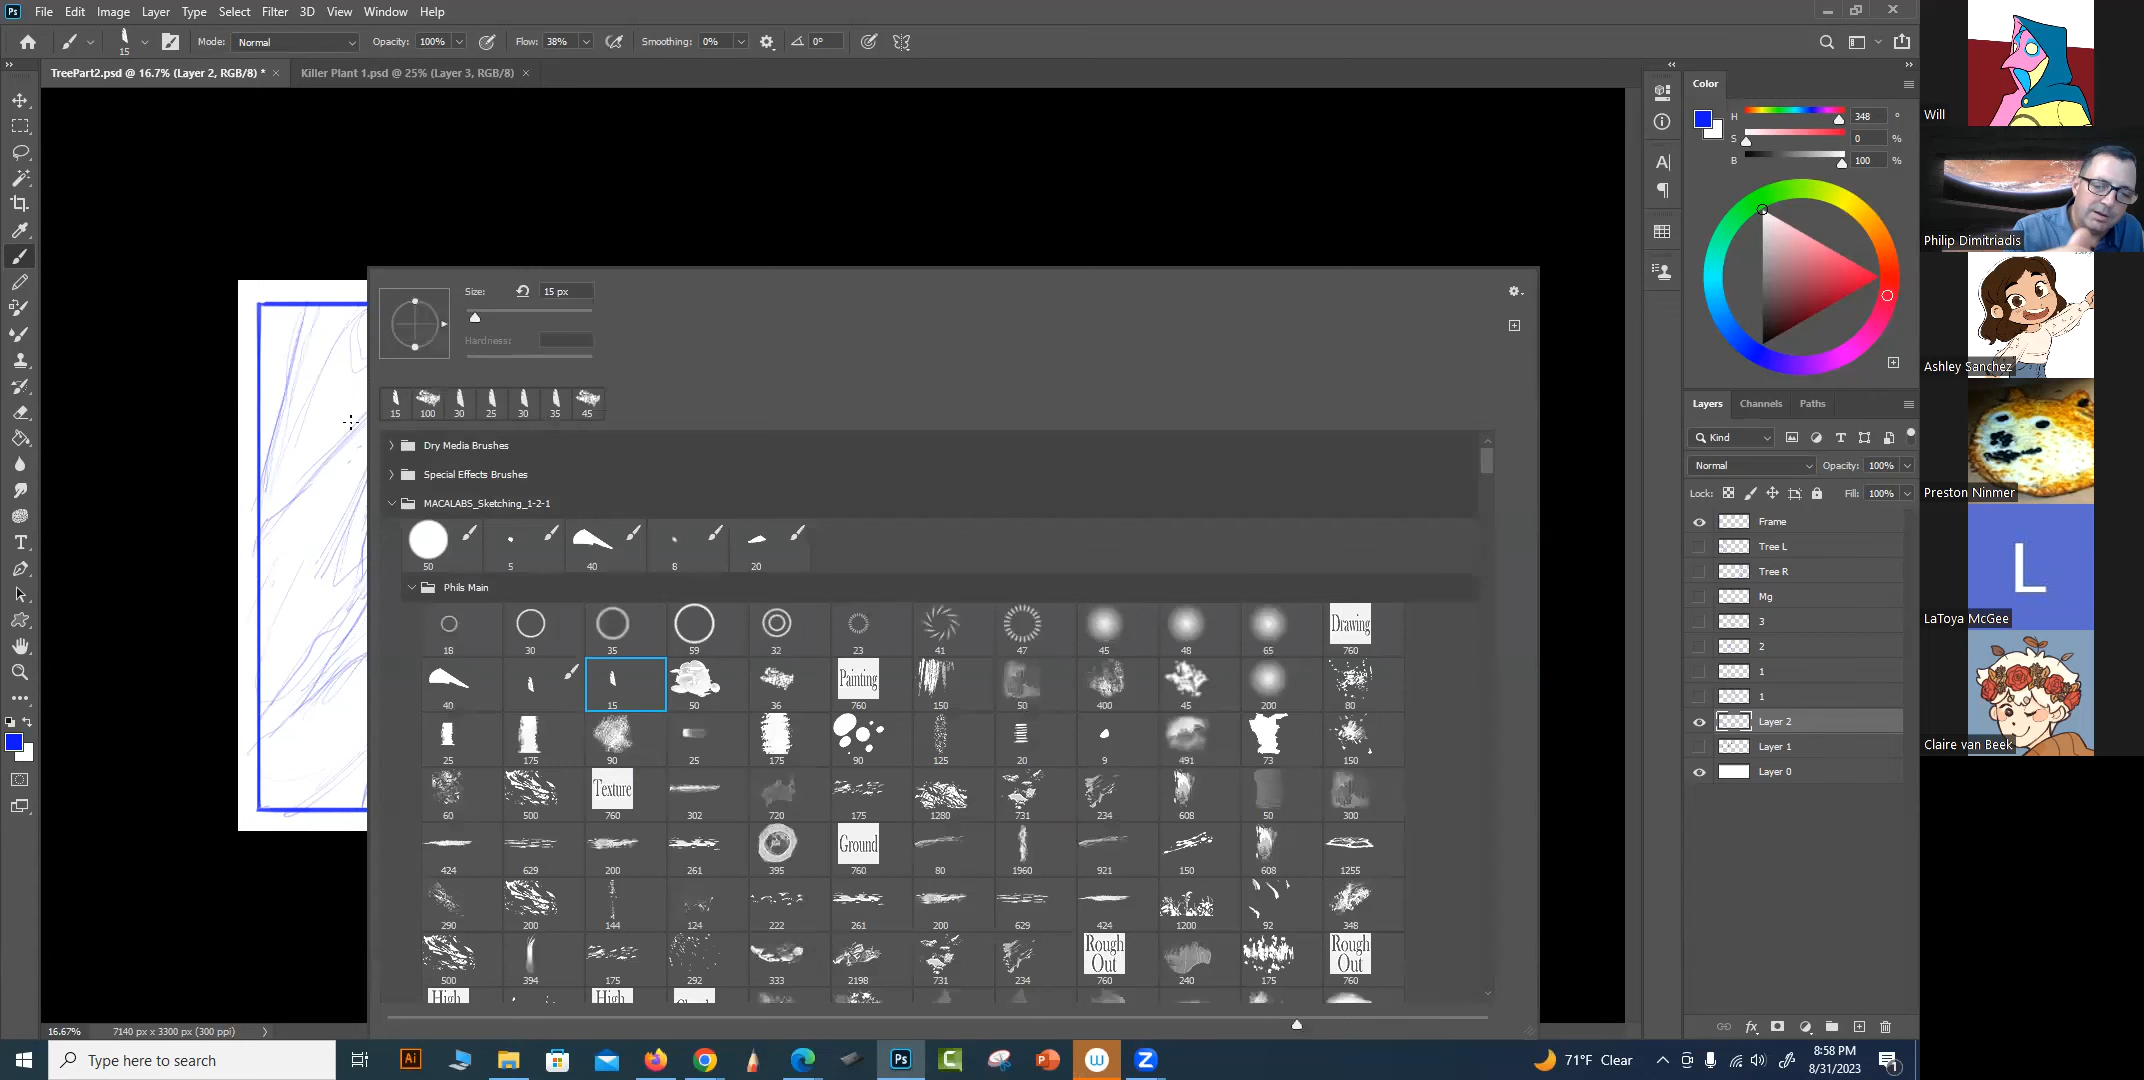 Ps File Edit Image Layer Type Select Filter 3D View Window Help
15 Mode: Normal Opacity: 100% Flow: 38% Smoothing: 0% 0°
TreePart2.psd @ 16.7% (Layer 2, RGB/8) * × Killer Plant 1.psd @ 25% (Layer 3, RGB/8) ×
Size: 15 px
Hardness:
15 100 30 25 30 35 45
Dry Media Brushes
Special Effects Brushes
MACALABS_Sketching_1-2-1
50 5 40 8 20
Phils Main
Drawing
18 30 35 59 32 23 41 47 45 48 65 760
Painting
40 15 50 36 760 150 50 400 45 200 80
25 175 90 25 175 90 125 20 9 491 73 150
Texture
60 500 760 302 720 175 1280 731 234 608 50 300
Ground
424 629 200 261 395 760 80 1960 921 150 608 1255
290 200 144 124 222 261 200 629 424 1200 92 348
Rough Out Rough Out
500 394 175 292 333 2198 731 234 760 240 175 760
High High
16.67% 7140 px x 3300 px (300 ppi)
Color
H 348 °
S 0 %
B 100 %
Layers Channels Paths
Kind
Normal Opacity: 100%
Lock: Fill: 100%
Frame
Tree L
Tree R
Mg
3
2
1
1
Layer 2
Layer 1
Layer 0
fx
Will
Philip Dimitriadis
Ashley Sanchez
Preston Ninmer
L
LaToya McGee
Claire van Beek
Type here to search
Ai
Ps
71°F Clear
8:58 PM
8/31/2023
1